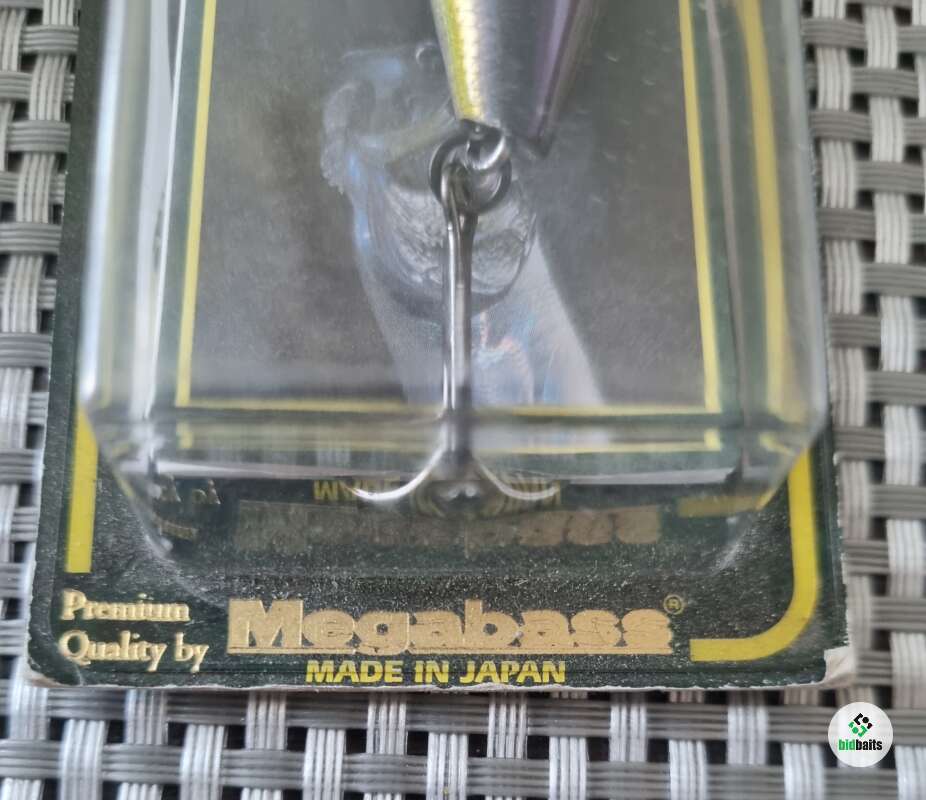 Premium
Quality by
Megabass®
MADE IN JAPAN
bidbaits